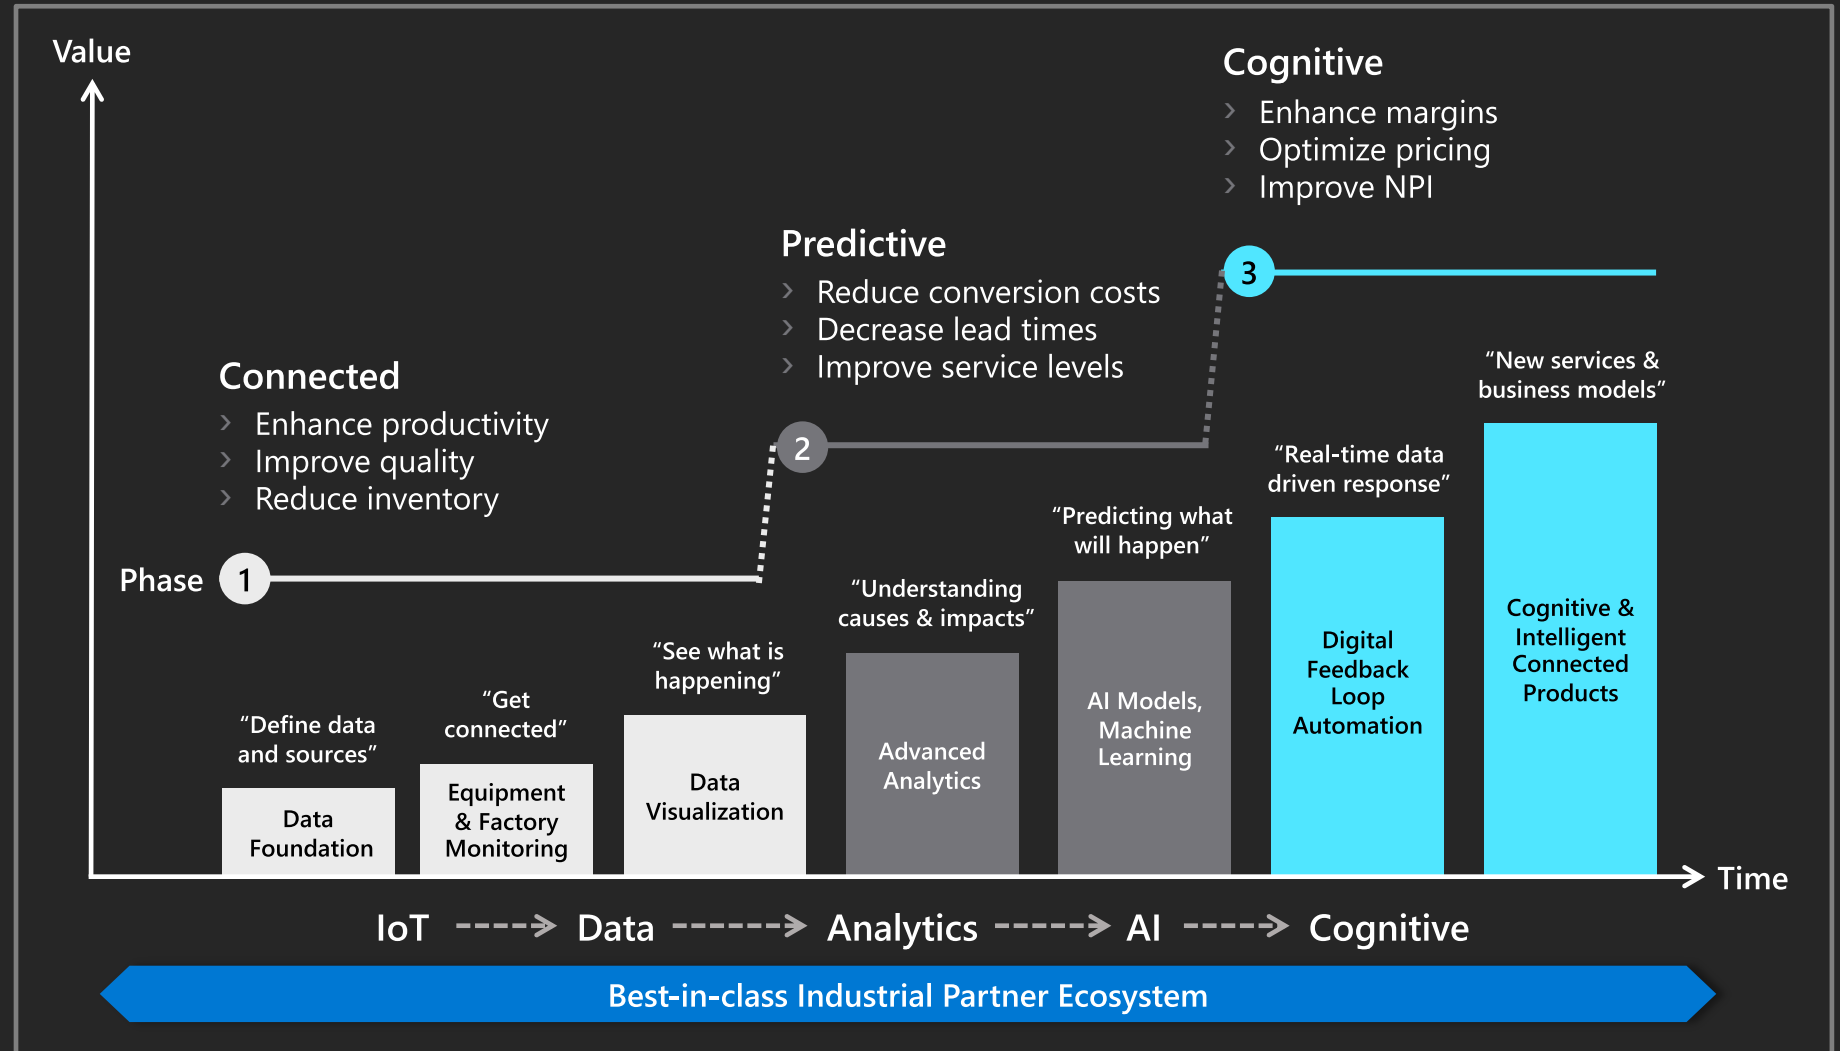 Value
Cognitive
› Enhance margins
› Optimize pricing
› Improve NPI
3
Predictive
› Reduce conversion costs
› Decrease lead times
› Improve service levels
2
Connected
› Enhance productivity
› Improve quality
› Reduce inventory
Phase 1
“Define data
and sources”
Data
Foundation
“Get
connected”
Equipment
& Factory
Monitoring
“See what is
happening”
Data
Visualization
“Understanding
causes & impacts”
Advanced
Analytics
“Predicting what
will happen”
AI Models,
Machine
Learning
“Real-time data
driven response”
Digital
Feedback
Loop
Automation
“New services &
business models”
Cognitive &
Intelligent
Connected
Products
Time
IoT Data Analytics AI Cognitive
Best-in-class Industrial Partner Ecosystem